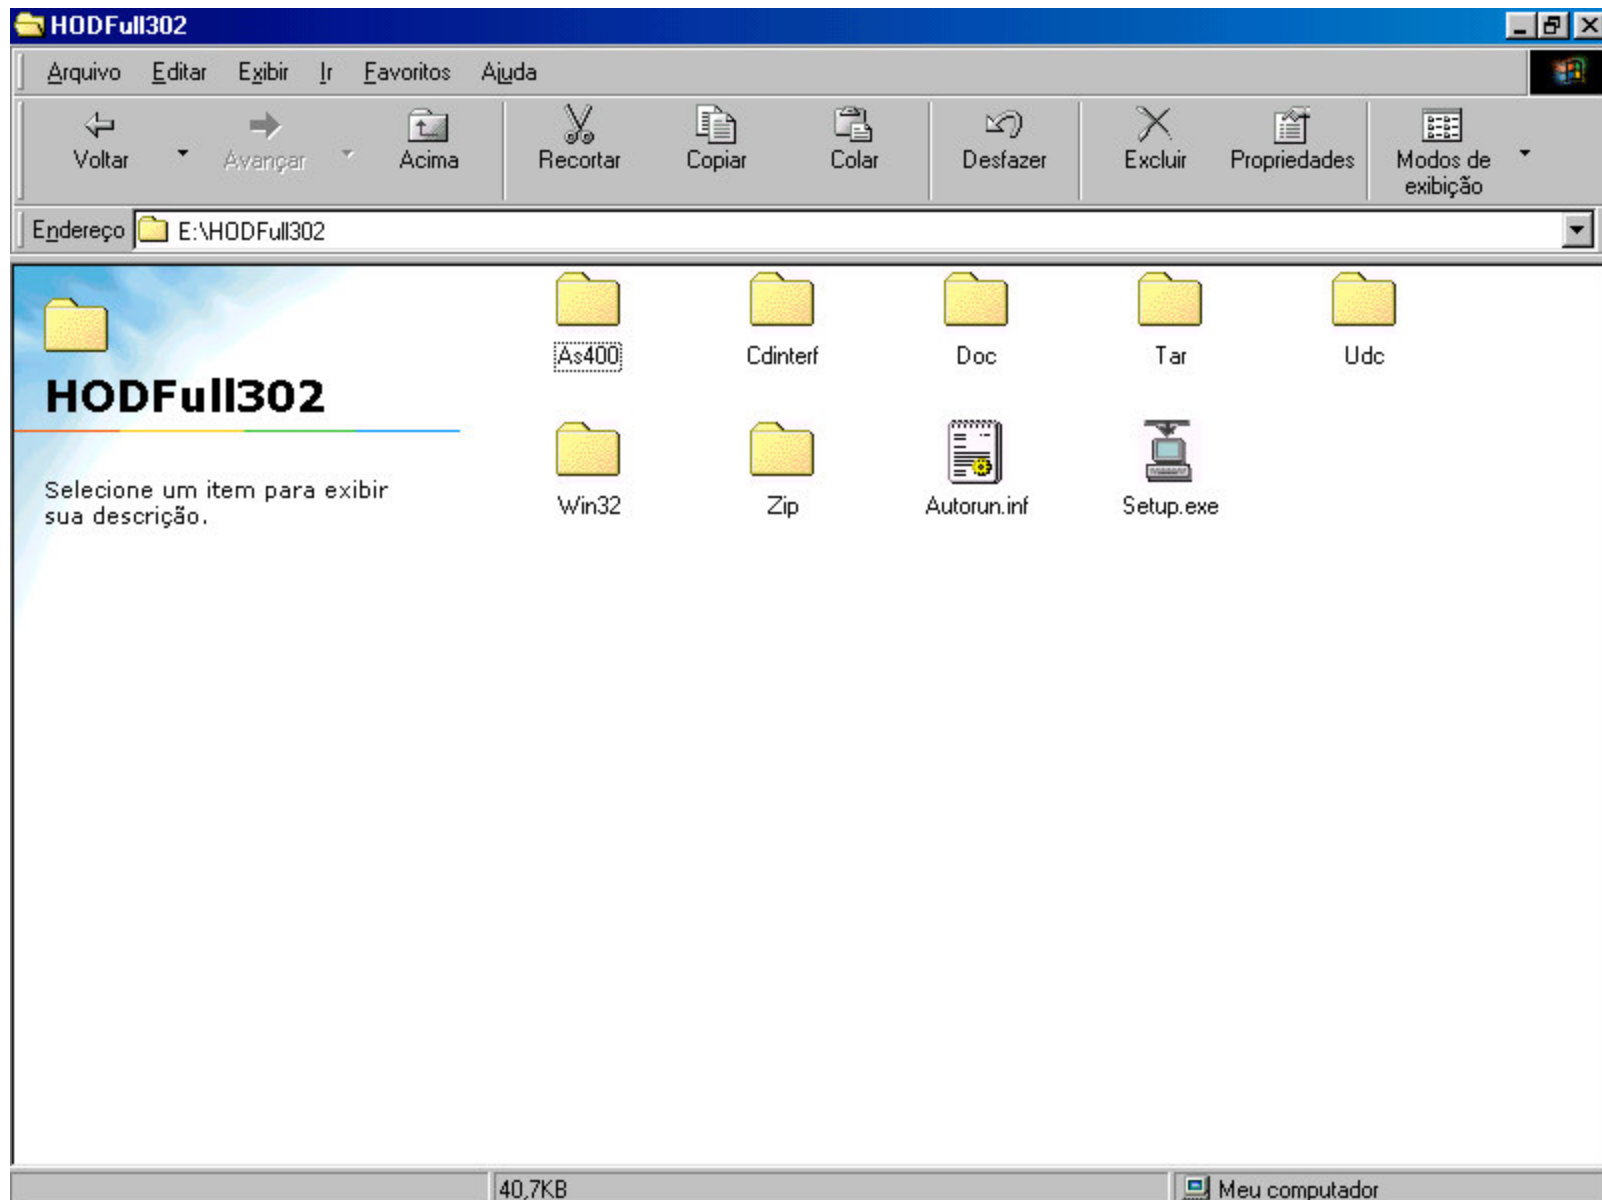 HODFull302
Arquivo Editar Exibir Ir Favoritos Ajuda
Voltar Avançar Acima Recortar Copiar Colar Desfazer Excluir Propriedades Modos de exibição
Endereço E:\HODFull302
HODFull302
Selecione um item para exibir
sua descrição.
As400 Cdinterf Doc Tar Udc
Win32 Zip Autorun.inf Setup.exe
40,7KB Meu computador